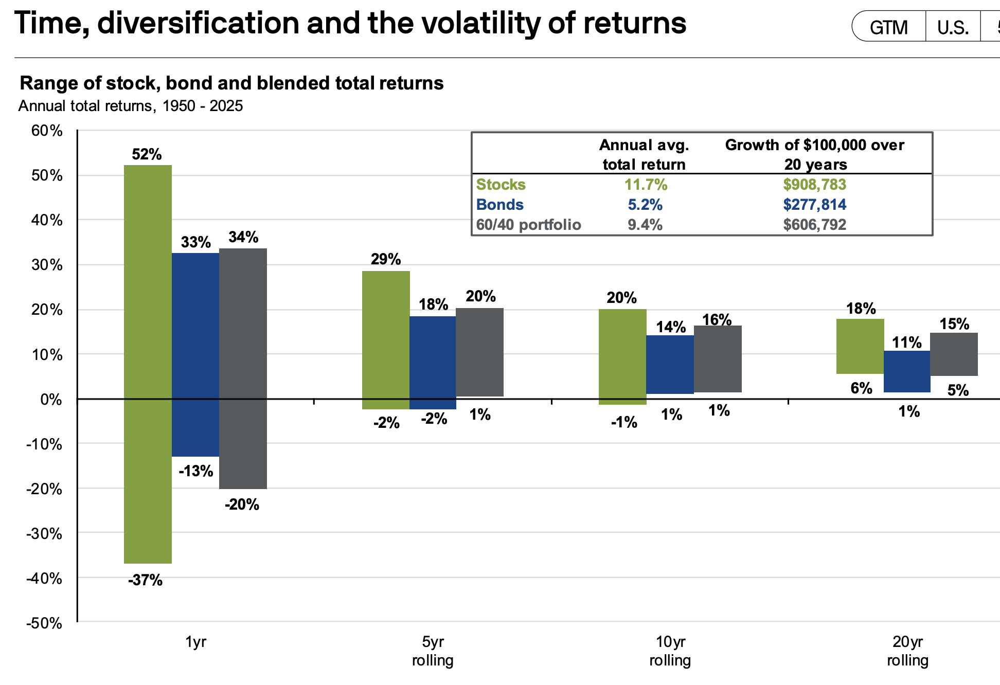 Time, diversification and the volatility of returns
GTM U.S.
Range of stock, bond and blended total returns
Annual total returns, 1950 - 2025
60%
50%
40%
30%
20%
10%
0%
-10%
-20%
-30%
-40%
-50%
Annual avg. total return
Growth of $100,000 over 20 years
Stocks 11.7% $908,783
Bonds 5.2% $277,814
60/40 portfolio 9.4% $606,792
52%
33%
34%
-37%
-13%
-20%
29%
18%
20%
-2%
-2%
1%
20%
14%
16%
-1%
1%
1%
18%
11%
15%
6%
1%
5%
1yr
5yr
rolling
10yr
rolling
20yr
rolling